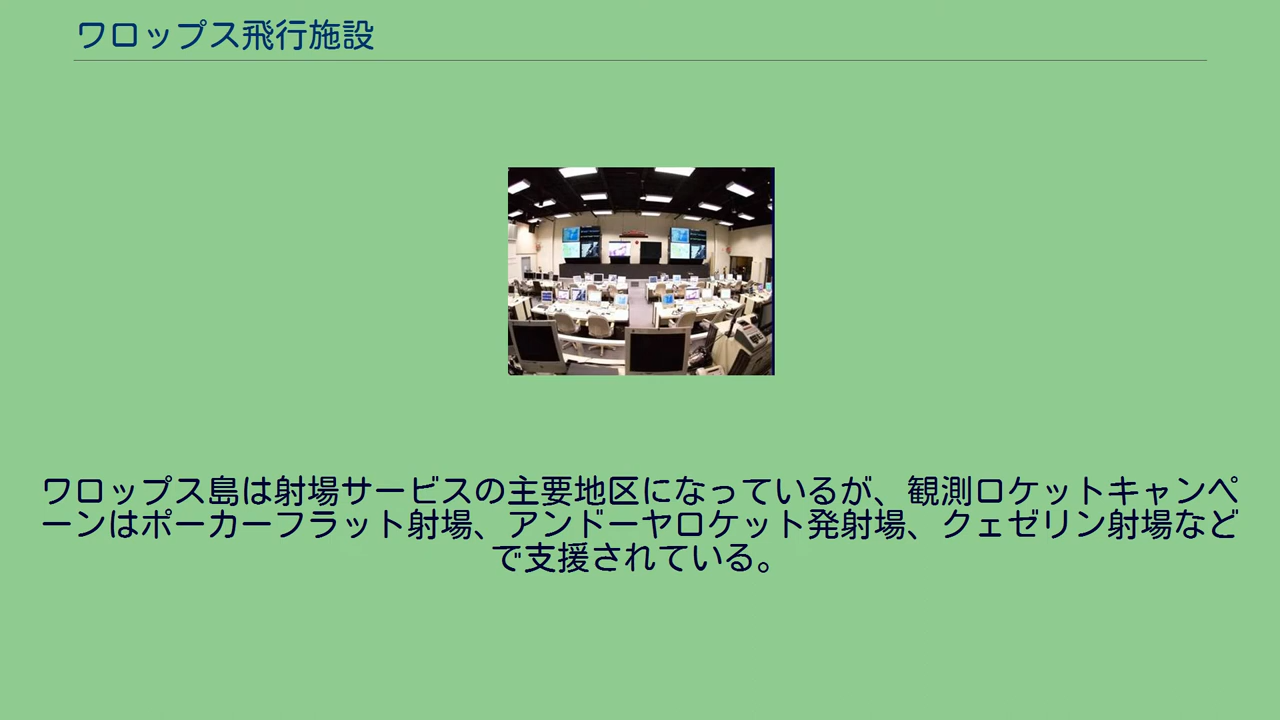 ワロップス飛行施設
ワロップス島は射場サービスの主要地区になっているが、観測ロケットキャンペ
ーンはポーカーフラット射場、アンドーヤロケット発射場、クェゼリン射場など
で支援されている。